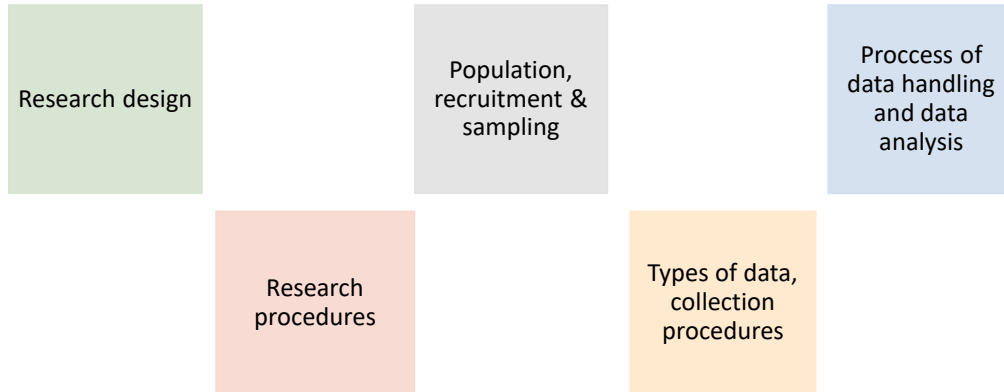 Research design
Research
procedures
Population,
recruitment &
sampling
Types of data,
collection
procedures
Proccess of
data handling
and data
analysis